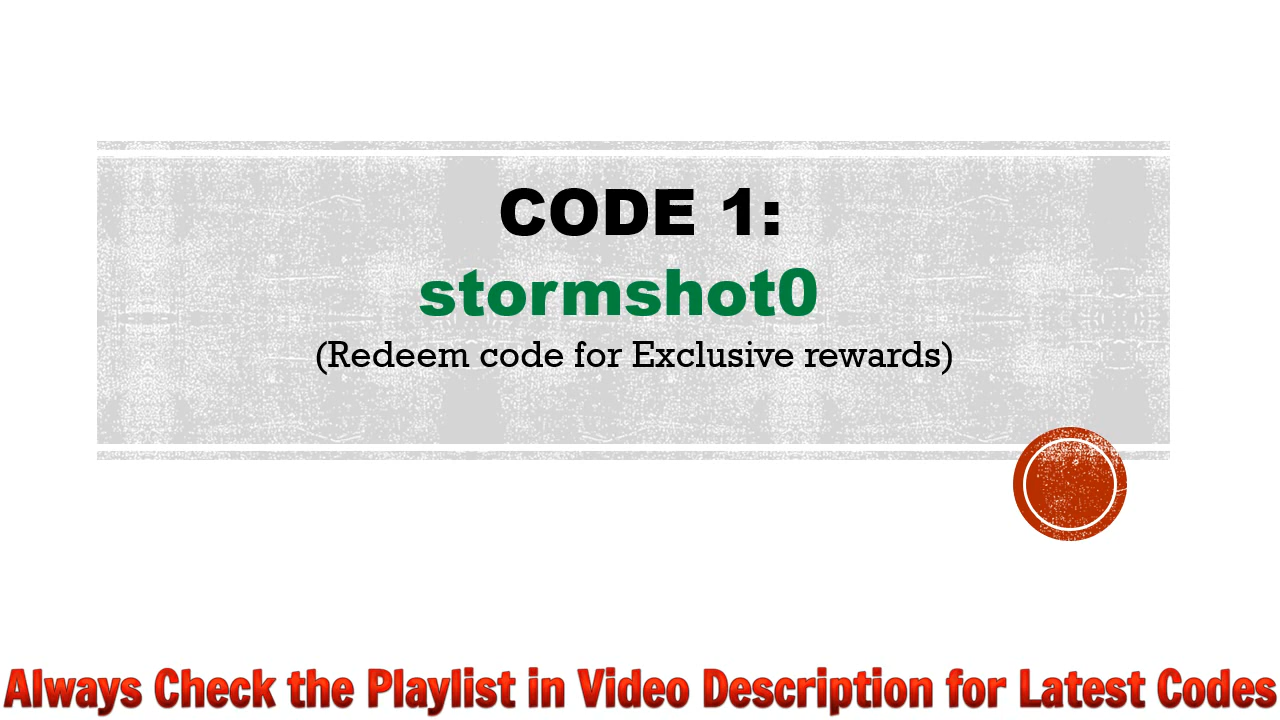 CODE 1:
stormshot0
(Redeem code for Exclusive rewards)
Always Check the Playlist in Video Description for Latest Codes